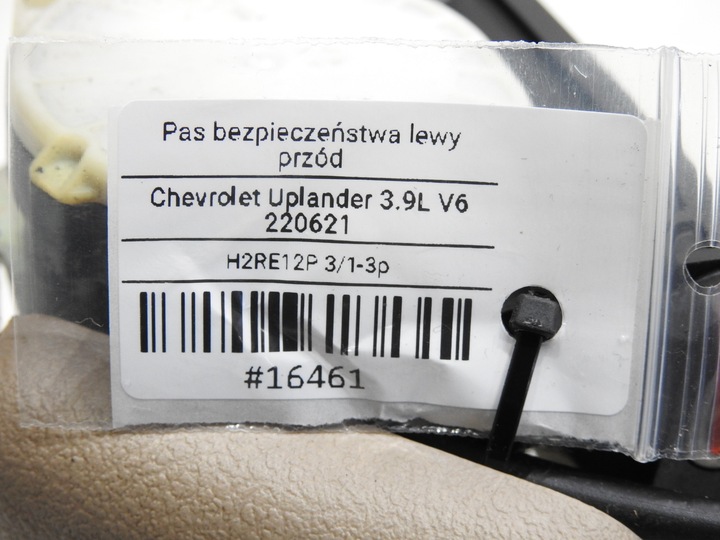 Pas bezpieczeństwa lewy
przód
Chevrolet Uplander 3.9L V6
220621
H2RE12P 3/1-3p
#16461